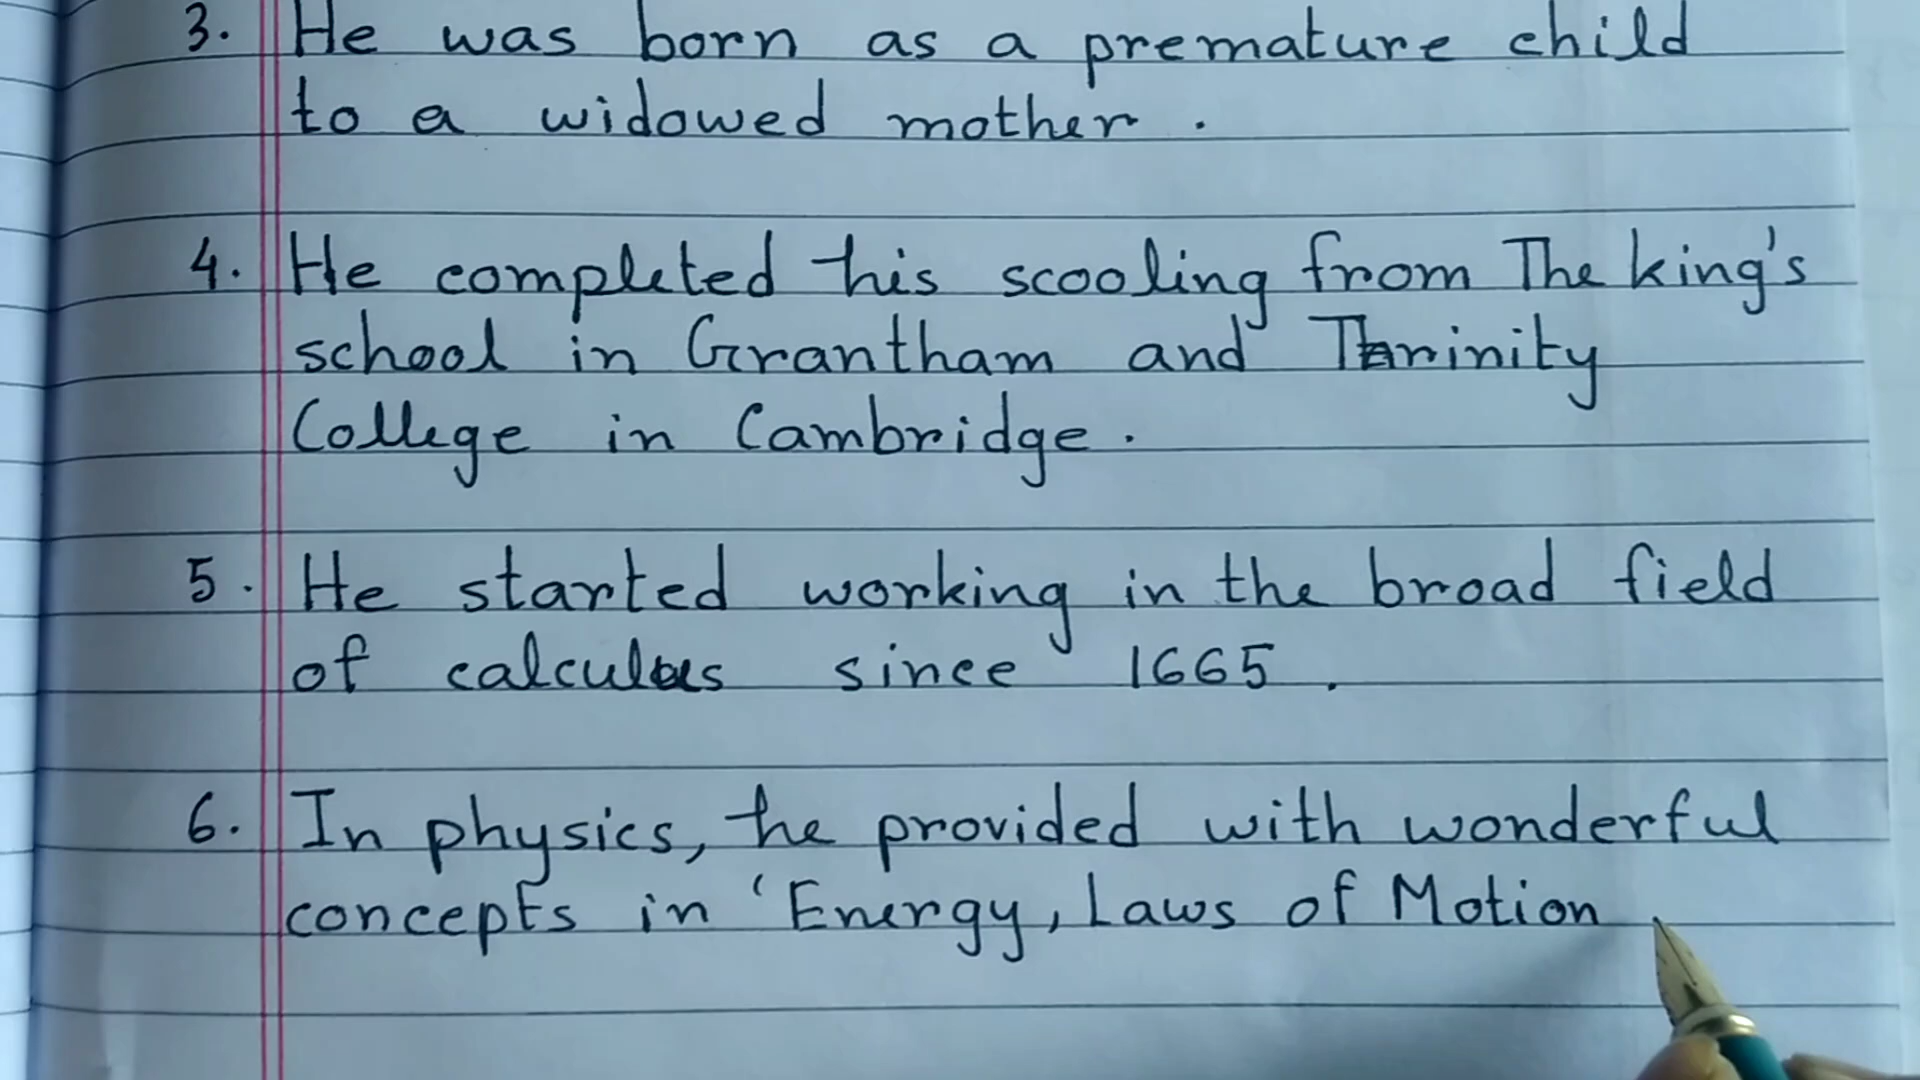 3. He was born as a premature child
to a widowed mother.
4. He completed his scooling from The king's
school in Grantham and Trinity
College in Cambridge.
5. He started working in the broad field
of calculus since 1665.
6. In physics, he provided with wonderful
concepts in 'Energy, Laws of Motion